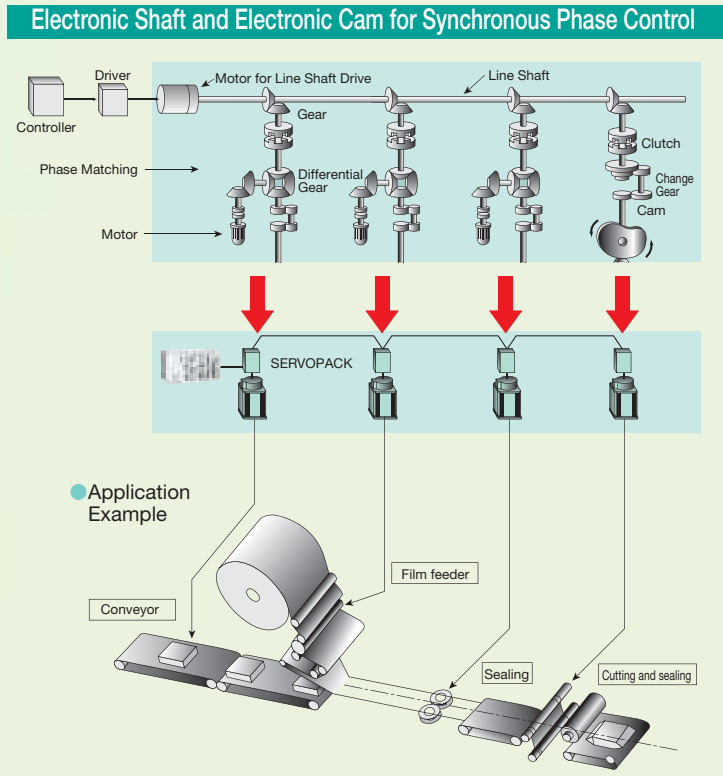 Electronic Shaft and Electronic Cam for Synchronous Phase Control
Driver
Motor for Line Shaft Drive
Line Shaft
Controller
Gear
Clutch
Phase Matching
Differential
Gear
Change
Gear
Cam
Motor
SERVOPACK
Application
Example
Film feeder
Conveyor
Sealing
Cutting and sealing